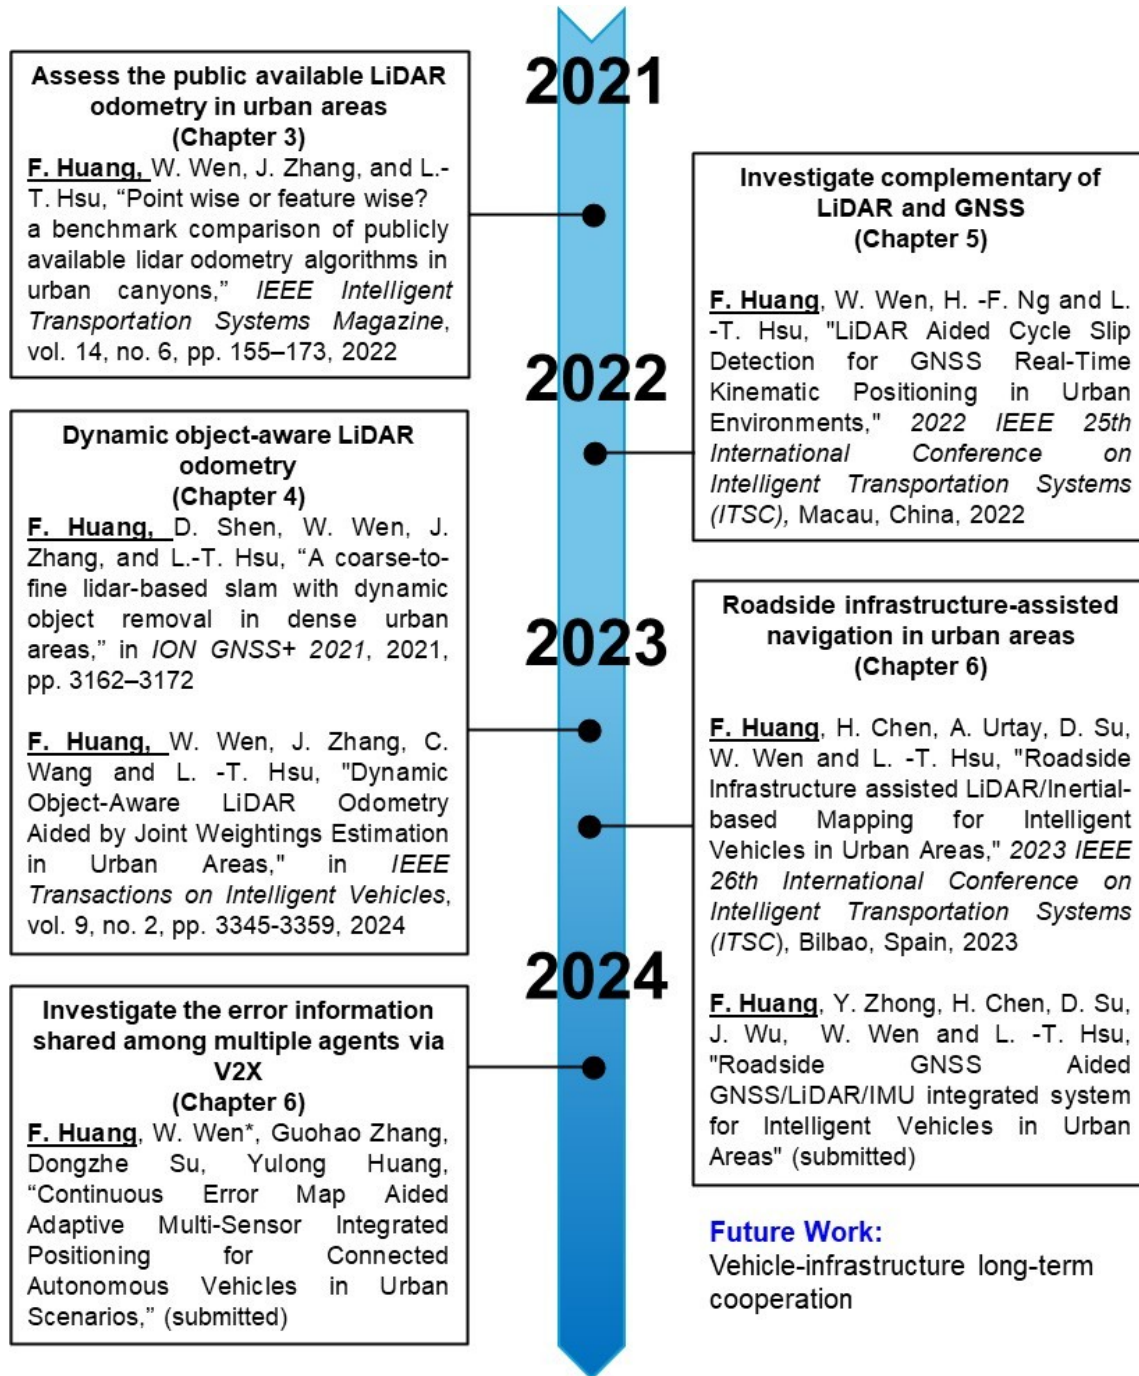 2021
Assess the public available LiDAR
odometry in urban areas
(Chapter 3)
F. Huang, W. Wen, J. Zhang, and L.-
T. Hsu, “Point wise or feature wise?
a benchmark comparison of publicly
available lidar odometry algorithms in
urban canyons,” IEEE Intelligent
Transportation Systems Magazine,
vol. 14, no. 6, pp. 155–173, 2022
Investigate complementary of
LiDAR and GNSS
(Chapter 5)
F. Huang, W. Wen, H. -F. Ng and L.
-T. Hsu, "LiDAR Aided Cycle Slip
Detection for GNSS Real-Time
Kinematic Positioning in Urban
Environments," 2022 IEEE 25th
International Conference on
Intelligent Transportation Systems
(ITSC), Macau, China, 2022
2022
Dynamic object-aware LiDAR
odometry
(Chapter 4)
F. Huang, D. Shen, W. Wen, J.
Zhang, and L.-T. Hsu, “A coarse-to-
fine lidar-based slam with dynamic
object removal in dense urban
areas,” in ION GNSS+ 2021, 2021,
pp. 3162–3172
F. Huang, W. Wen, J. Zhang, C.
Wang and L. -T. Hsu, "Dynamic
Object-Aware LiDAR Odometry
Aided by Joint Weightings Estimation
in Urban Areas," in IEEE
Transactions on Intelligent Vehicles,
vol. 9, no. 2, pp. 3345-3359, 2024
2023
Roadside infrastructure-assisted
navigation in urban areas
(Chapter 6)
F. Huang, H. Chen, A. Urtay, D. Su,
W. Wen and L. -T. Hsu, "Roadside
Infrastructure assisted LiDAR/Inertial-
based Mapping for Intelligent
Vehicles in Urban Areas," 2023 IEEE
26th International Conference on
Intelligent Transportation Systems
(ITSC), Bilbao, Spain, 2023
F. Huang, Y. Zhong, H. Chen, D. Su,
J. Wu, W. Wen and L. -T. Hsu,
"Roadside GNSS Aided
GNSS/LiDAR/IMU integrated system
for Intelligent Vehicles in Urban
Areas" (submitted)
2024
Investigate the error information
shared among multiple agents via
V2X
(Chapter 6)
F. Huang, W. Wen*, Guohao Zhang,
Dongzhe Su, Yulong Huang,
“Continuous Error Map Aided
Adaptive Multi-Sensor Integrated
Positioning for Connected
Autonomous Vehicles in Urban
Scenarios,” (submitted)
Future Work:
Vehicle-infrastructure long-term
cooperation